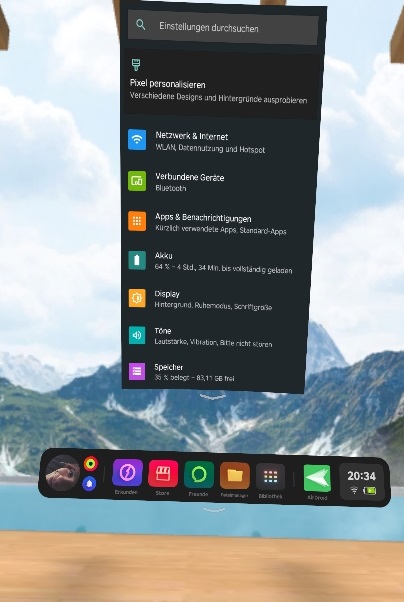 Einstellungen durchsuchen
Pixel personalisieren
Verschiedene Designs und Hintergründe ausprobieren
Netzwerk & Internet
WLAN, Datennutzung und Hotspot
Verbundene Geräte
Bluetooth
Apps & Benachrichtigungen
Kürzlich verwendete Apps, Standard-Apps
Akku
64 % – 4 Std., 34 Min. bis vollständig geladen
Display
Hintergrund, Ruhemodus, Schriftgröße
Töne
Lautstärke, Vibration, Bitte nicht stören
Speicher
35 % belegt – 83,11 GB frei
20:34
Erkunden
Store
Freunde
Dateimanager
Bibliothek
AirDroid